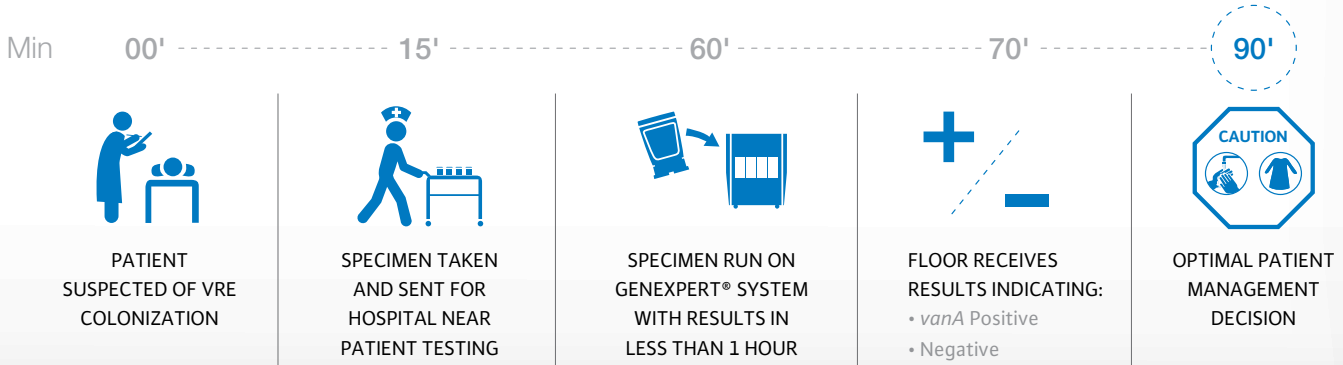 Min 00' 15' 60' 70' 90'
CAUTION
PATIENT
SUSPECTED OF VRE
COLONIZATION
SPECIMEN TAKEN
AND SENT FOR
HOSPITAL NEAR
PATIENT TESTING
SPECIMEN RUN ON
GENEXPERT® SYSTEM
WITH RESULTS IN
LESS THAN 1 HOUR
FLOOR RECEIVES
RESULTS INDICATING:
• vanA Positive
• Negative
OPTIMAL PATIENT
MANAGEMENT
DECISION